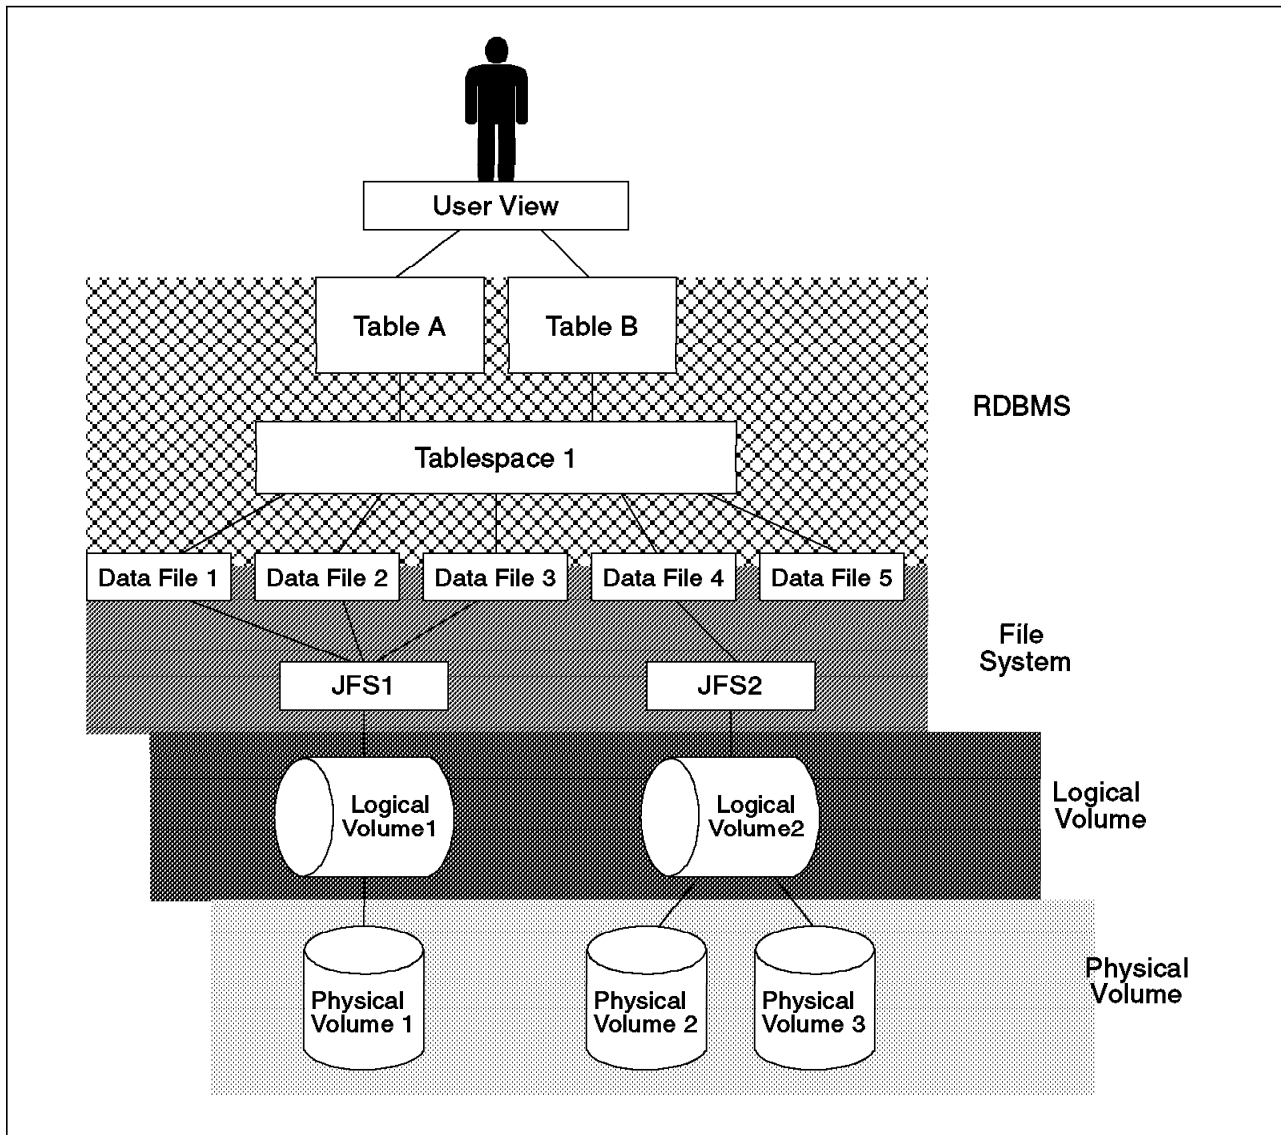 User View
Table A
Table B
RDBMS
Tablespace 1
Data File 1
Data File 2
Data File 3
Data File 4
Data File 5
File
System
JFS1
JFS2
Logical
Volume1
Logical
Volume2
Logical
Volume
Physical
Volume 1
Physical
Volume 2
Physical
Volume 3
Physical
Volume